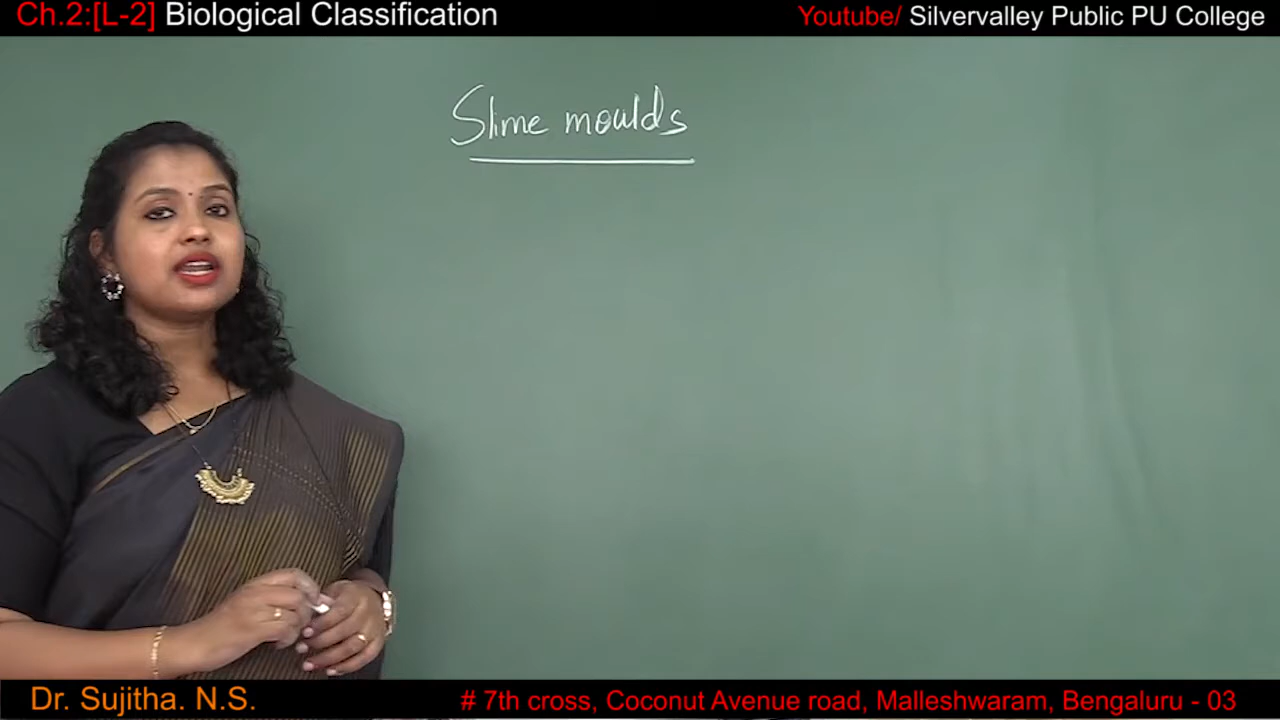 Ch.2:[L-2] Biological Classification
Youtube/ Silvervalley Public PU College
Slime moulds
Dr. Sujitha. N.S.
# 7th cross, Coconut Avenue road, Malleshwaram, Bengaluru - 03